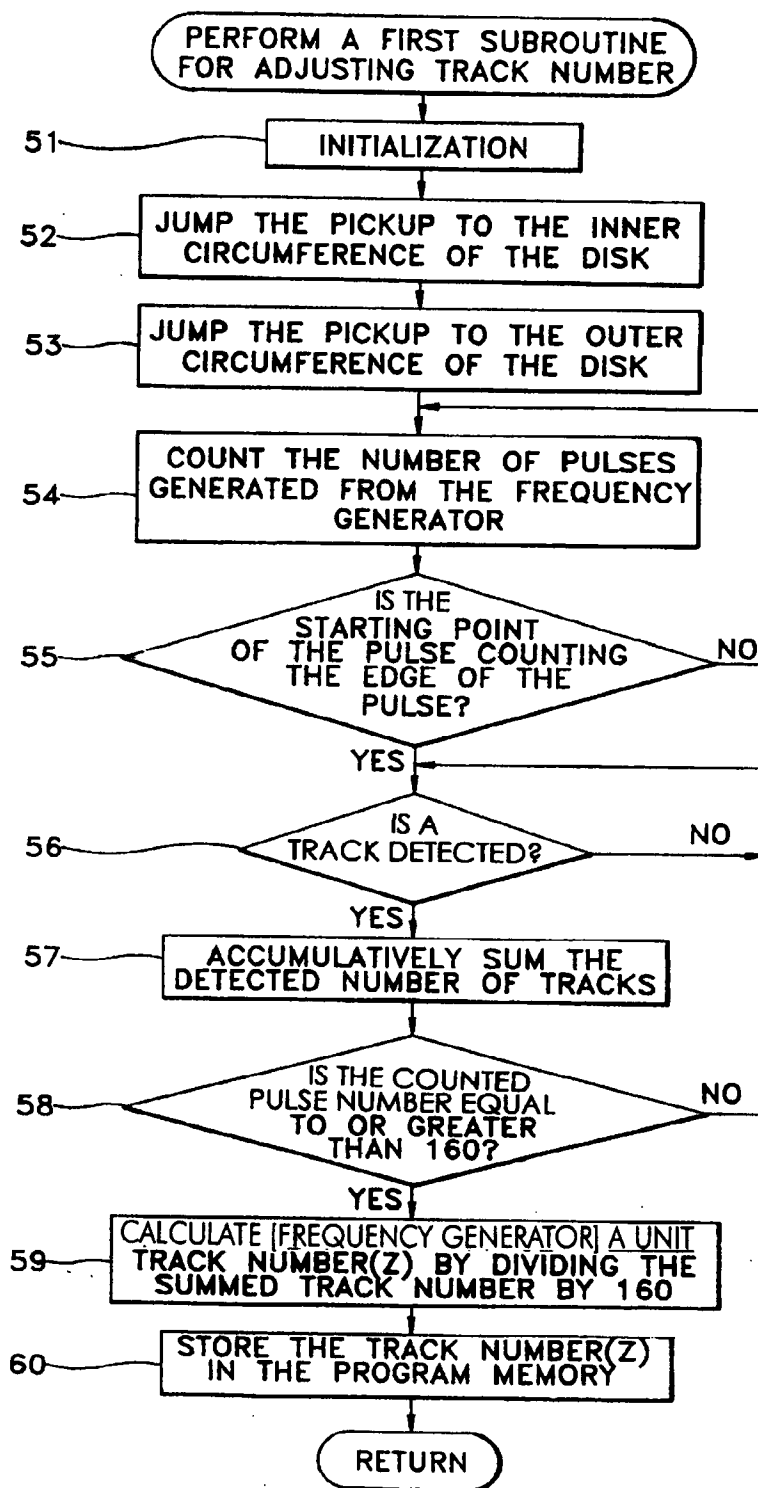 PERFORM A FIRST SUBROUTINE
FOR ADJUSTING TRACK NUMBER
51
INITIALIZATION
52
JUMP THE PICKUP TO THE INNER
CIRCUMFERENCE OF THE DISK
53
JUMP THE PICKUP TO THE OUTER
CIRCUMFERENCE OF THE DISK
54
COUNT THE NUMBER OF PULSES
GENERATED FROM THE FREQUENCY
GENERATOR
55
IS THE
STARTING POINT
OF THE PULSE COUNTING
THE EDGE OF THE
PULSE?
NO
YES
56
IS A
TRACK DETECTED?
NO
YES
57
ACCUMULATIVELY SUM THE
DETECTED NUMBER OF TRACKS
58
IS THE COUNTED
PULSE NUMBER EQUAL
TO OR GREATER
THAN 160?
NO
YES
59
CALCULATE [FREQUENCY GENERATOR] A UNIT
TRACK NUMBER(Z) BY DIVIDING THE
SUMMED TRACK NUMBER BY 160
60
STORE THE TRACK NUMBER(Z)
IN THE PROGRAM MEMORY
RETURN